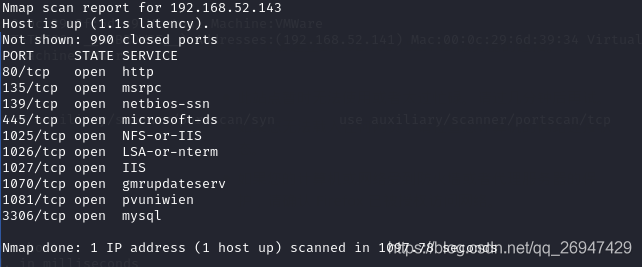 Nmap scan report for 192.168.52.143
Host is up (1.1s latency).
Not shown: 990 closed ports
PORT     STATE SERVICE
80/tcp   open  http
135/tcp  open  msrpc
139/tcp  open  netbios-ssn
445/tcp  open  microsoft-ds
1025/tcp open  NFS-or-IIS
1026/tcp open  LSA-or-nterm
1027/tcp open  IIS
1070/tcp open  gmrupdateserv
1081/tcp open  pvuniwien
3306/tcp open  mysql
Nmap done: 1 IP address (1 host up) scanned in 1097.78 seconds
https://blog.csdn.net/qq_26947429